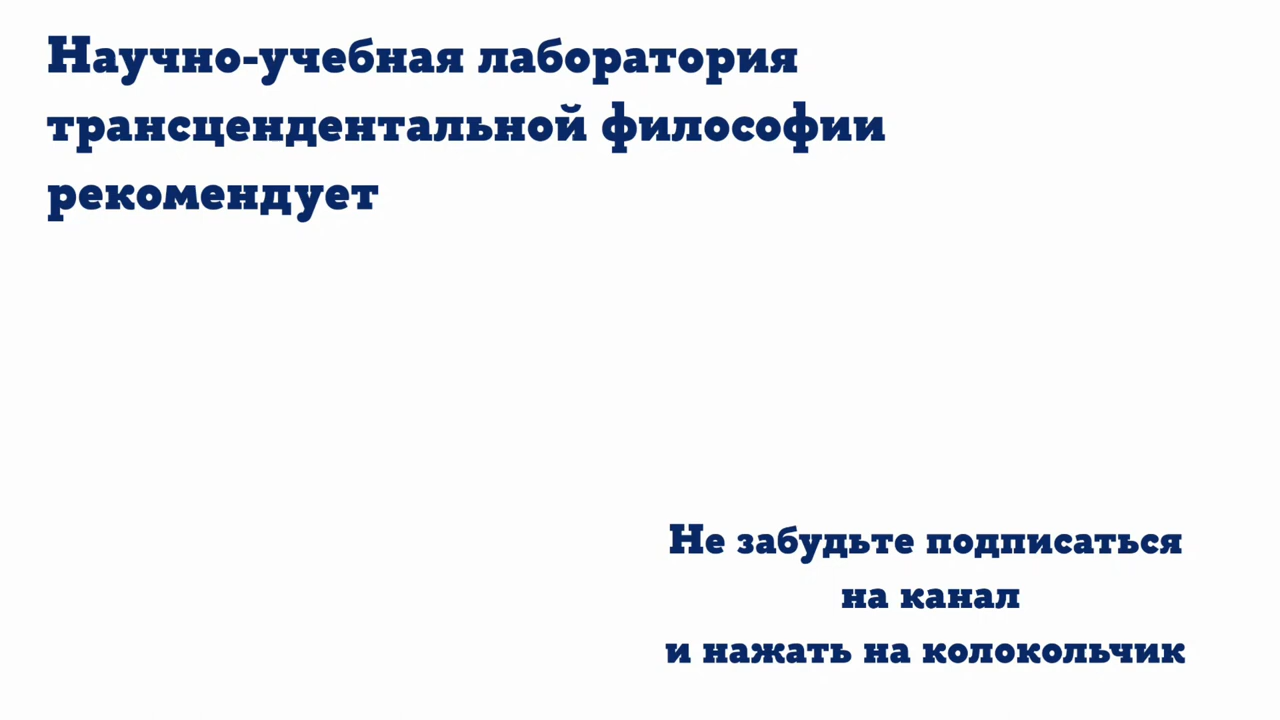 Научно-учебная лаборатория
трансцендентальной философии
рекомендует
Не забудьте подписаться
на канал
и нажать на колокольчик